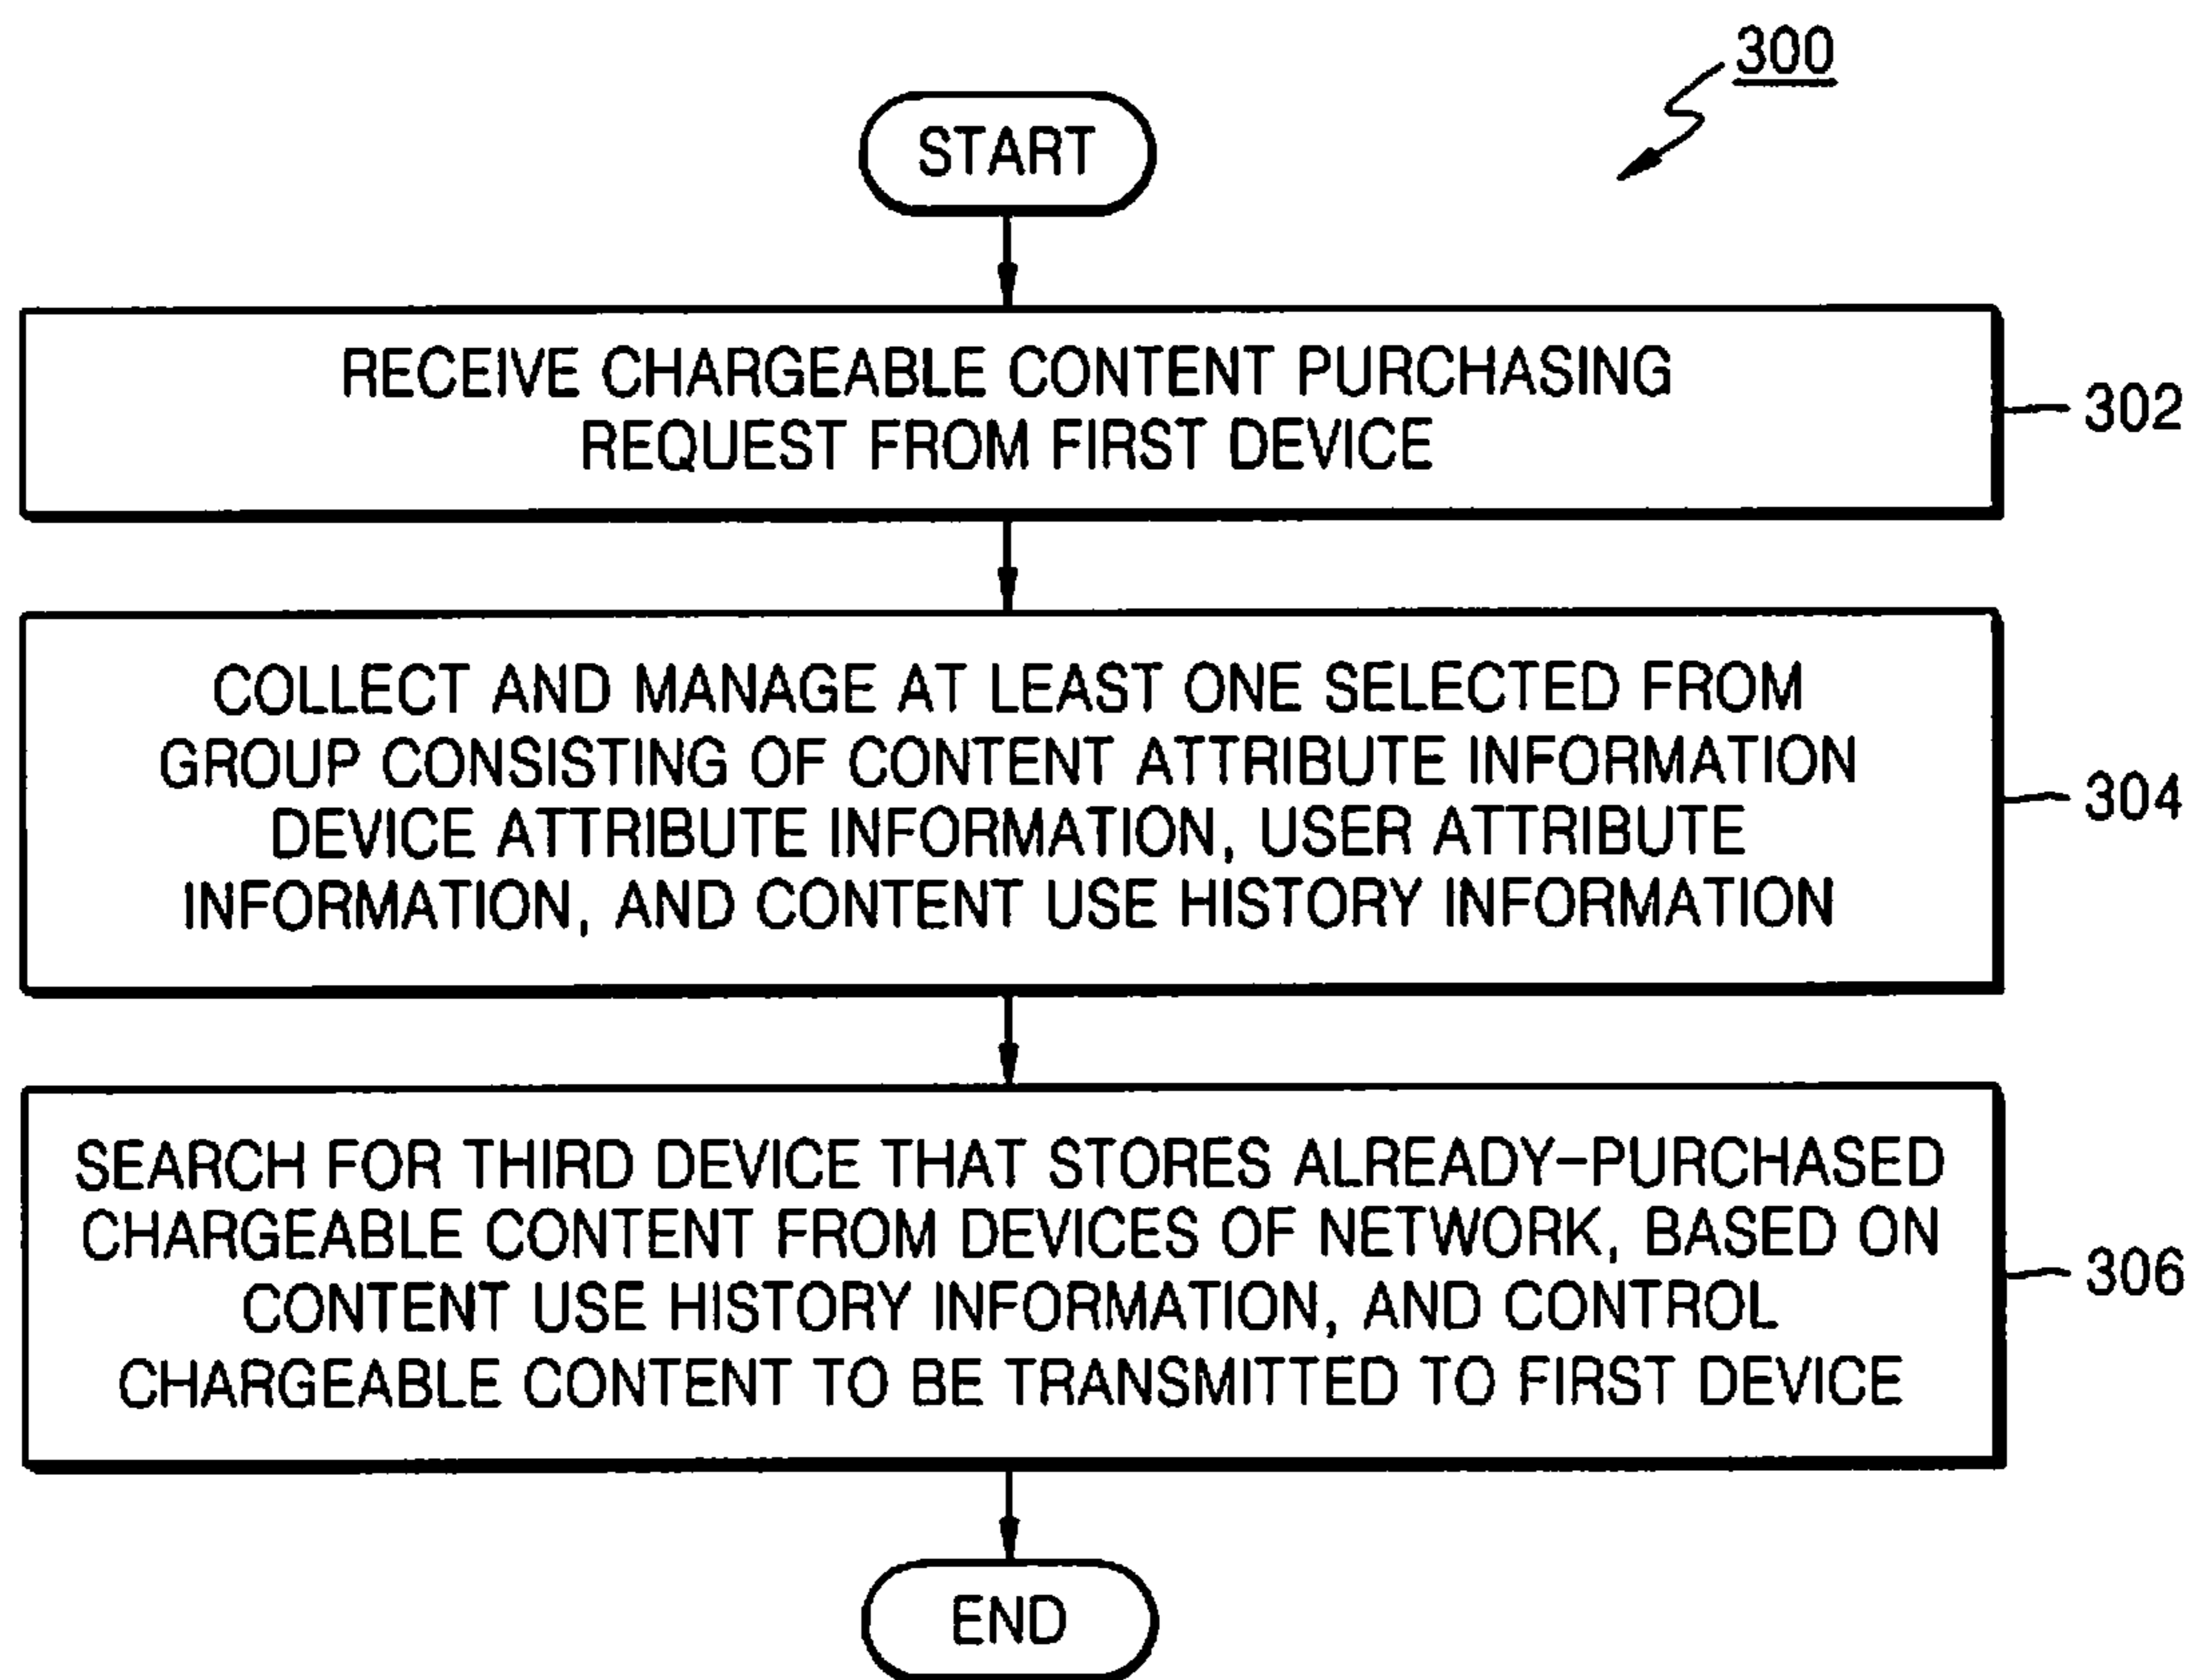 300
START
RECEIVE CHARGEABLE CONTENT PURCHASING
REQUEST FROM FIRST DEVICE
302
COLLECT AND MANAGE AT LEAST ONE SELECTED FROM
GROUP CONSISTING OF CONTENT ATTRIBUTE INFORMATION
DEVICE ATTRIBUTE INFORMATION, USER ATTRIBUTE
INFORMATION, AND CONTENT USE HISTORY INFORMATION
304
SEARCH FOR THIRD DEVICE THAT STORES ALREADY-PURCHASED
CHARGEABLE CONTENT FROM DEVICES OF NETWORK, BASED ON
CONTENT USE HISTORY INFORMATION, AND CONTROL
CHARGEABLE CONTENT TO BE TRANSMITTED TO FIRST DEVICE
306
END